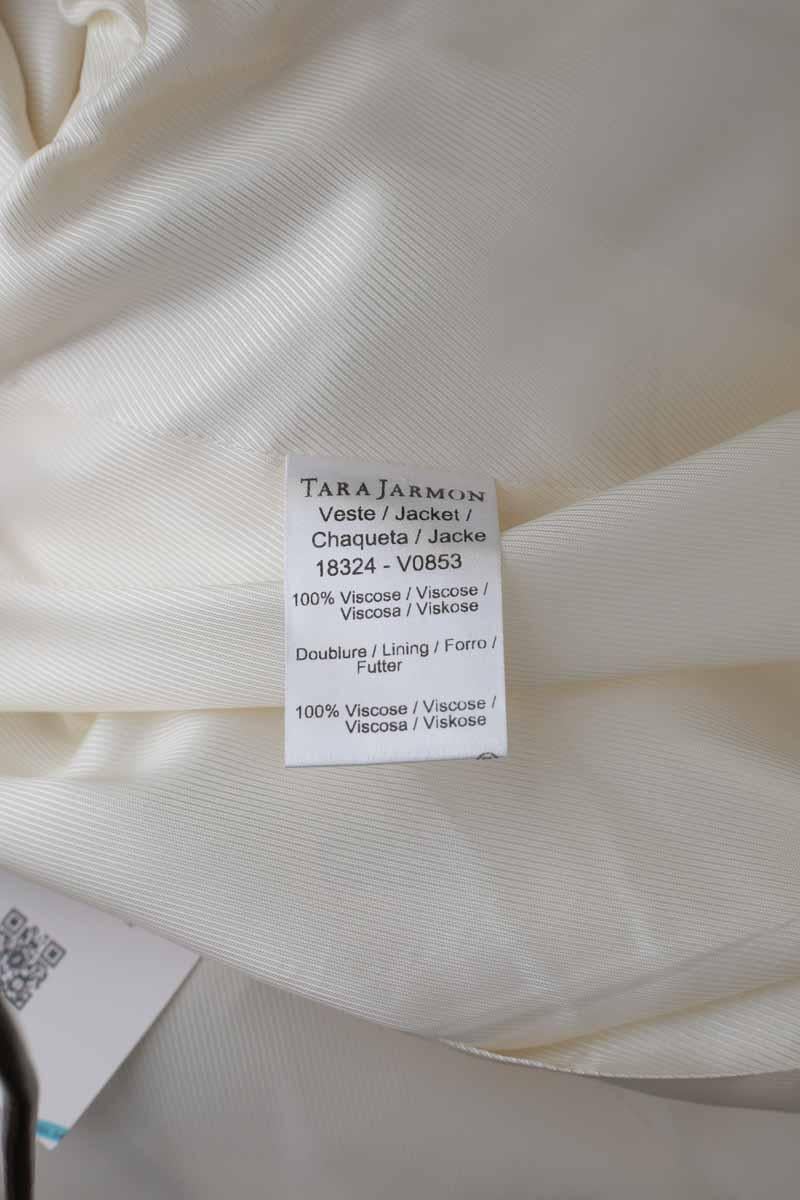 TARA JARMON
Veste / Jacket /
Chaqueta / Jacke
18324 - V0853
100% Viscose / Viscose /
Viscosa / Viskose
Doublure / Lining / Forro /
Futter
100% Viscose / Viscose /
Viscosa / Viskose